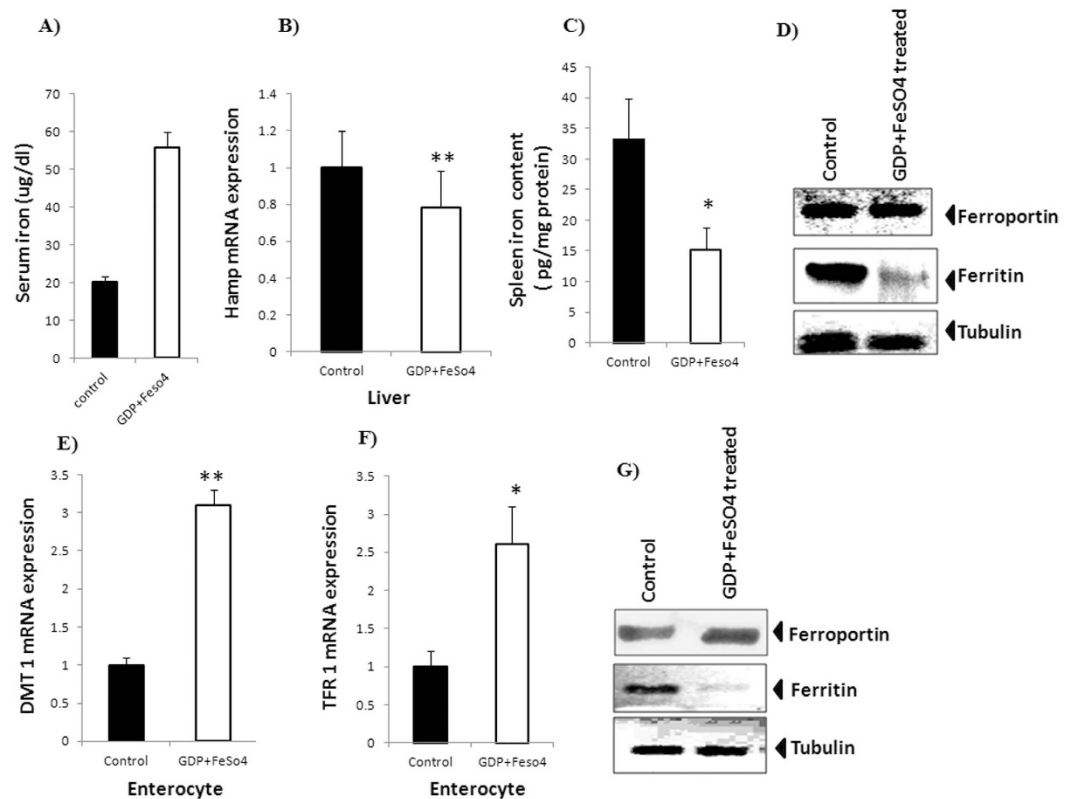 A)
Serum iron (ug/dl)
70
60
50
40
30
20
10
0
control
GDP+Feso4
B)
Hamp mRNA expression
1.4
1.2
1
0.8
0.6
0.4
0.2
0
**
Control
GDP+FeSo4
Liver
C)
Spleen iron content
( pg/mg protein)
45
40
35
30
25
20
15
10
5
0
*
Control
GDP+FeSo4
D)
Control
GDP+FeSO4 treated
Ferroportin
Ferritin
Tubulin
E)
DMT 1 mRNA expression
3.5
3
2.5
2
1.5
1
0.5
0
**
Control
GDP+FeSo4
Enterocyte
F)
TFR 1 mRNA expression
3.5
3
2.5
2
1.5
1
0.5
0
*
Control
GDP+Feso4
Enterocyte
G)
Control
GDP+FeSO4 treated
Ferroportin
Ferritin
Tubulin